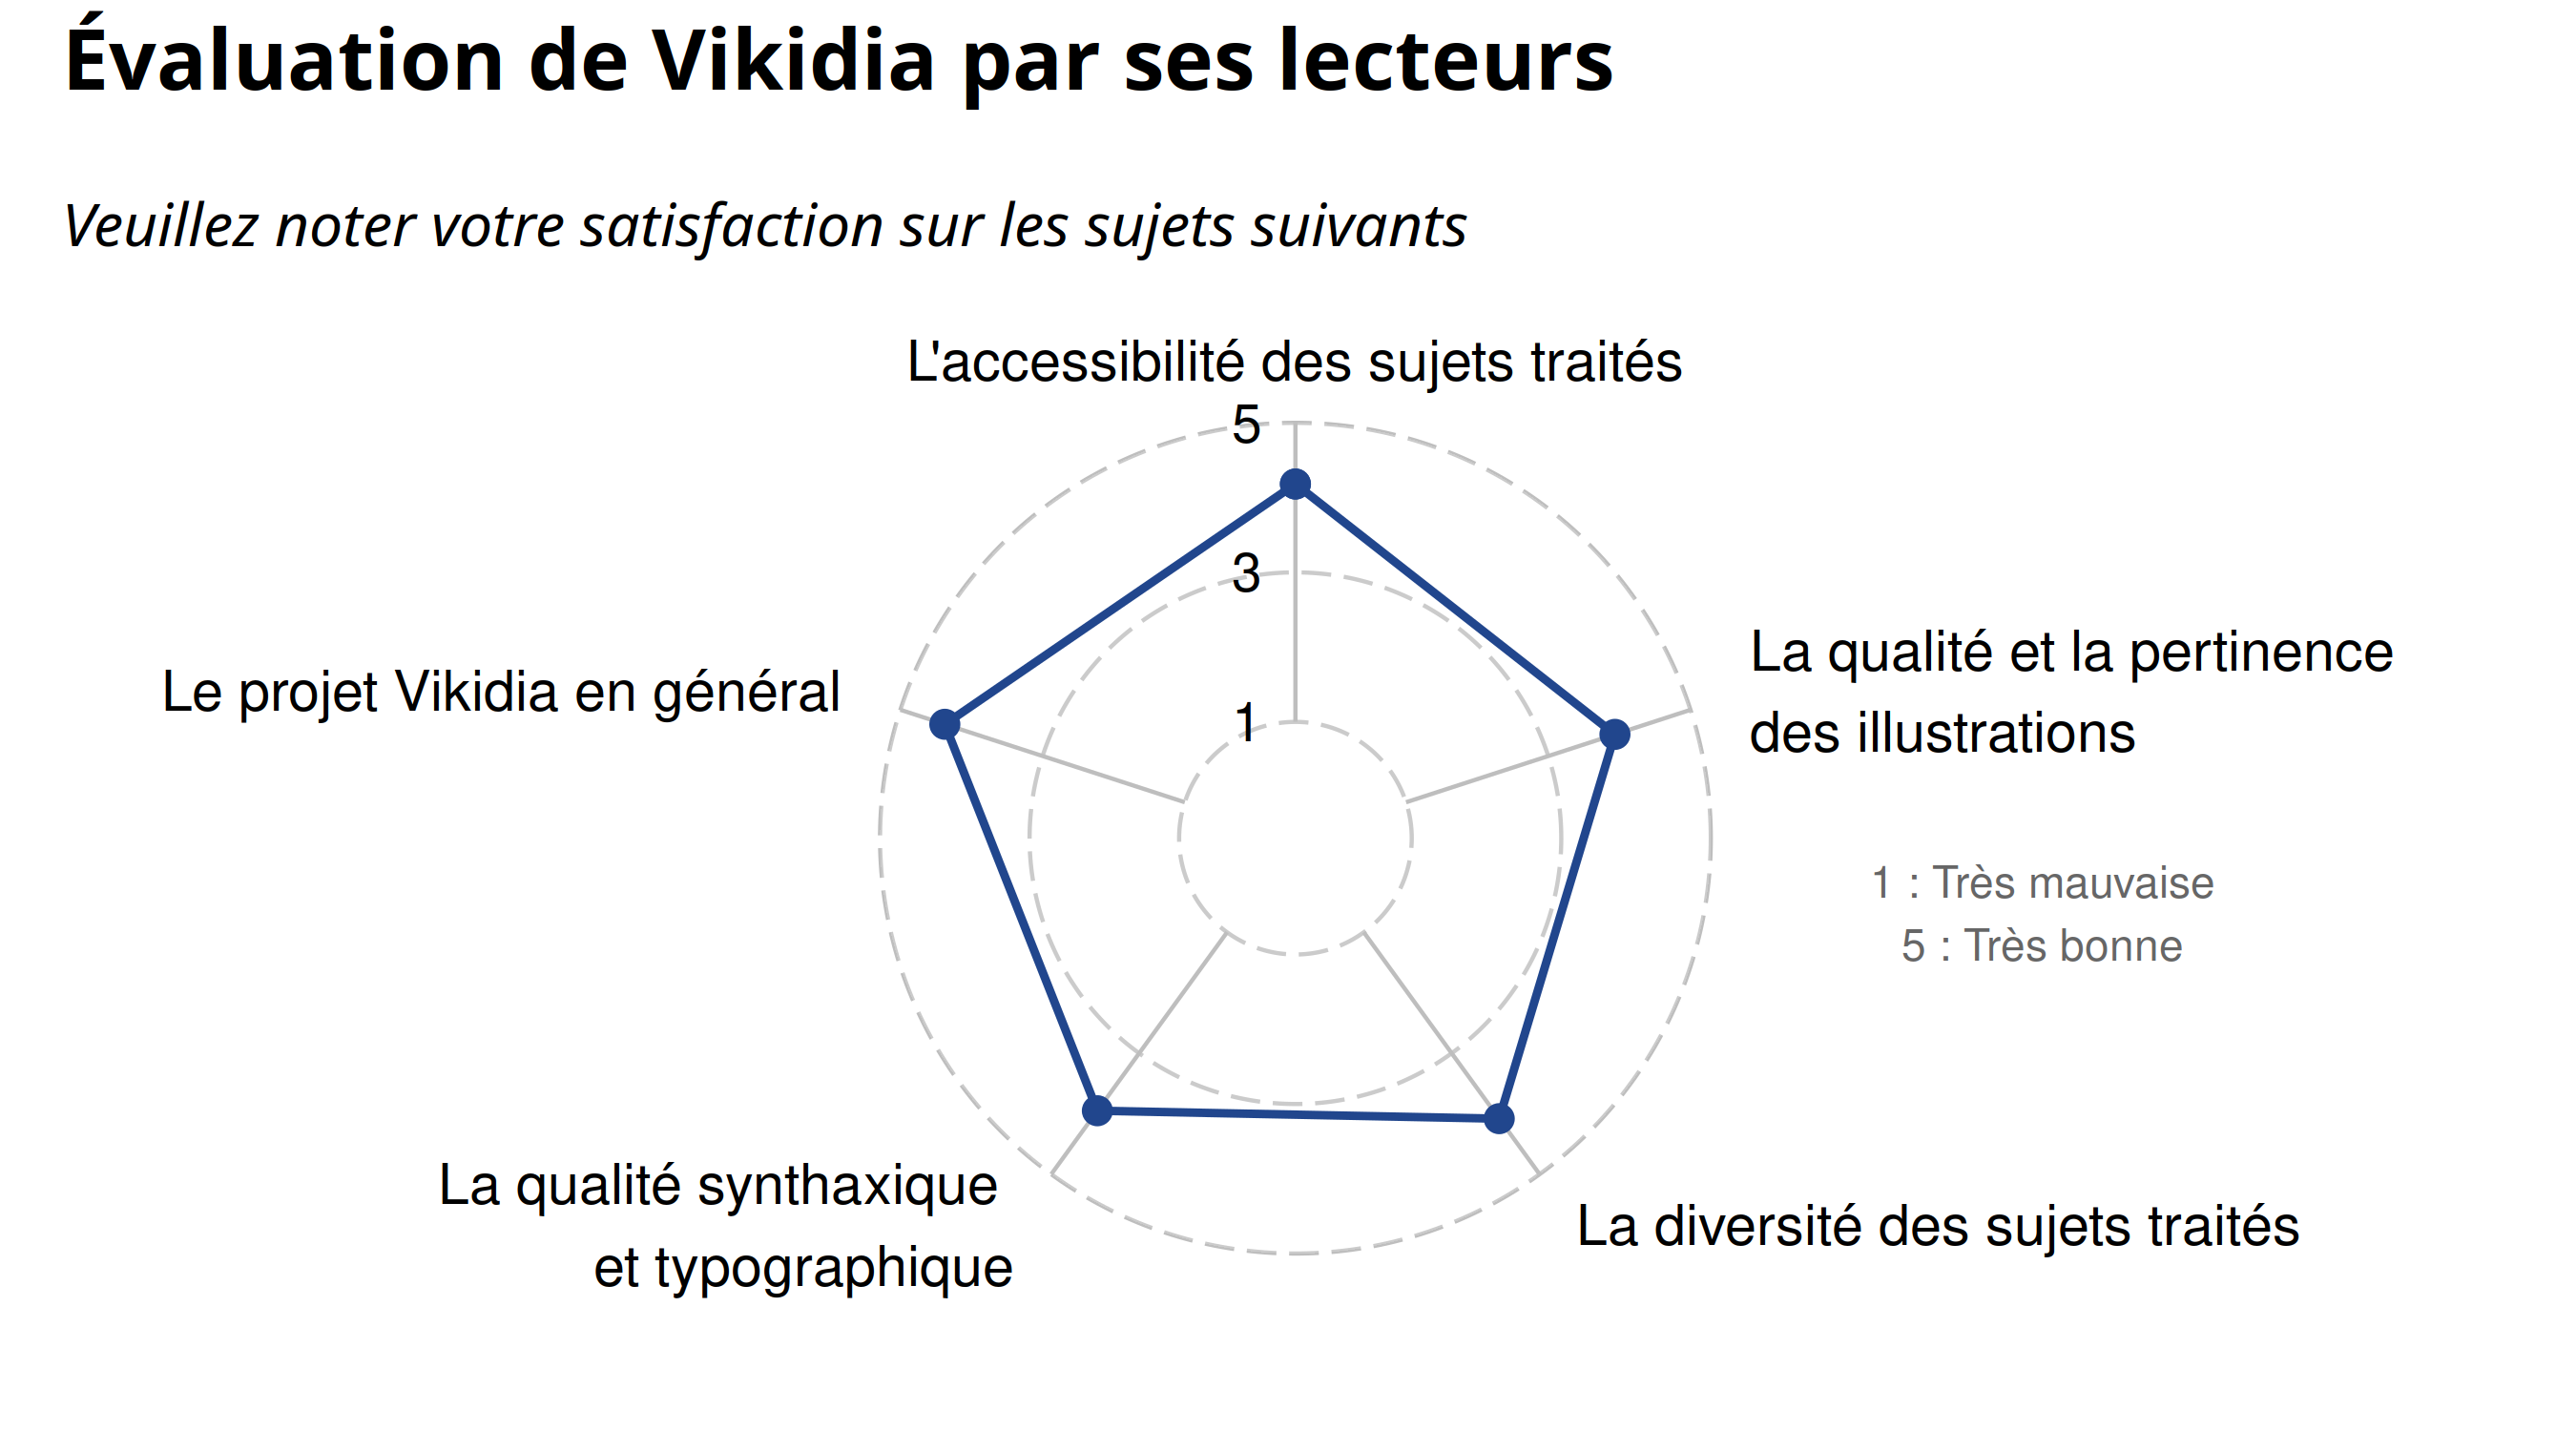 Évaluation de Vikidia par ses lecteurs
Veuillez noter votre satisfaction sur les sujets suivants
L'accessibilité des sujets traités
5
3
1
Le projet Vikidia en général
La qualité et la pertinence
des illustrations
1 : Très mauvaise
5 : Très bonne
La qualité synthaxique
et typographique
La diversité des sujets traités